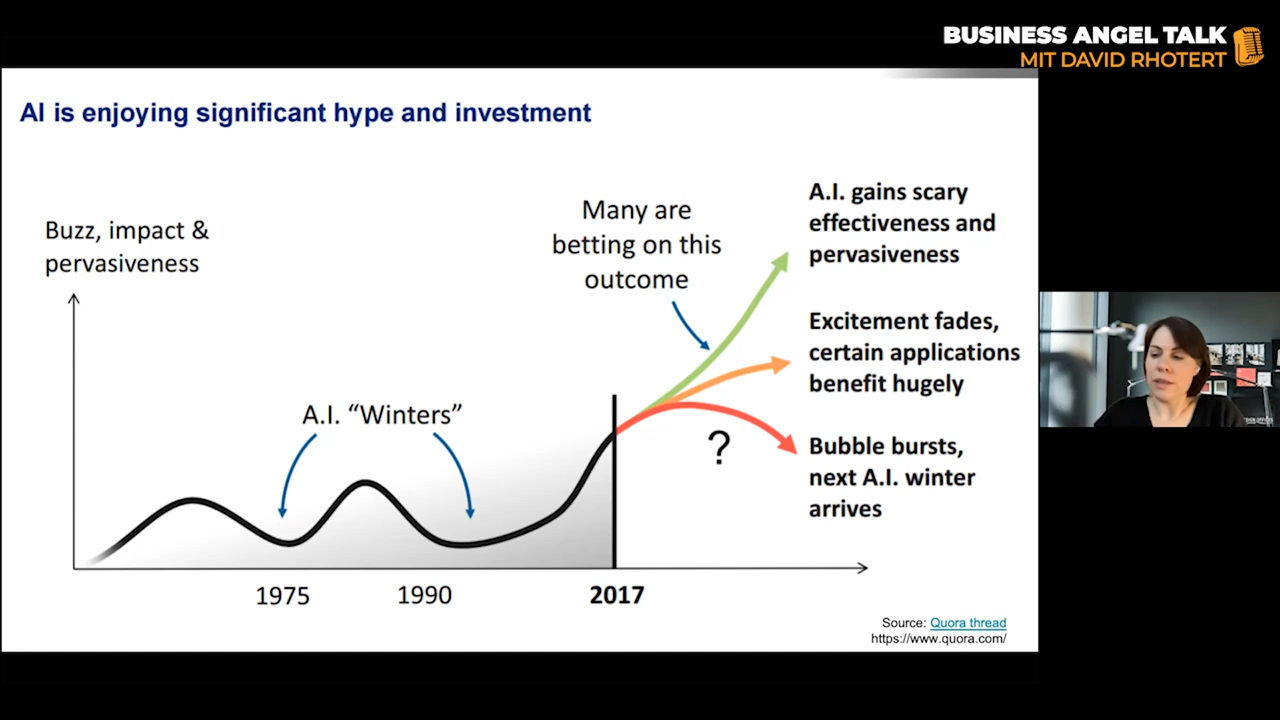 BUSINESS ANGEL TALK
MIT DAVID RHOTERT
AI is enjoying significant hype and investment
Buzz, impact &
pervasiveness
Many are
betting on this
outcome
A.I. gains scary
effectiveness and
pervasiveness
Excitement fades,
certain applications
benefit hugely
A.I. “Winters”
?
Bubble bursts,
next A.I. winter
arrives
1975
1990
2017
Source: Quora thread
https://www.quora.com/